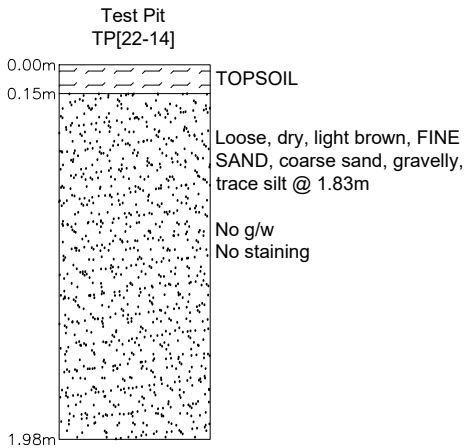 Test Pit
TP[22-14]
0.00m
TOPSOIL
0.15m
Loose, dry, light brown, FINE
SAND, coarse sand, gravelly,
trace silt @ 1.83m
No g/w
No staining
1.98m